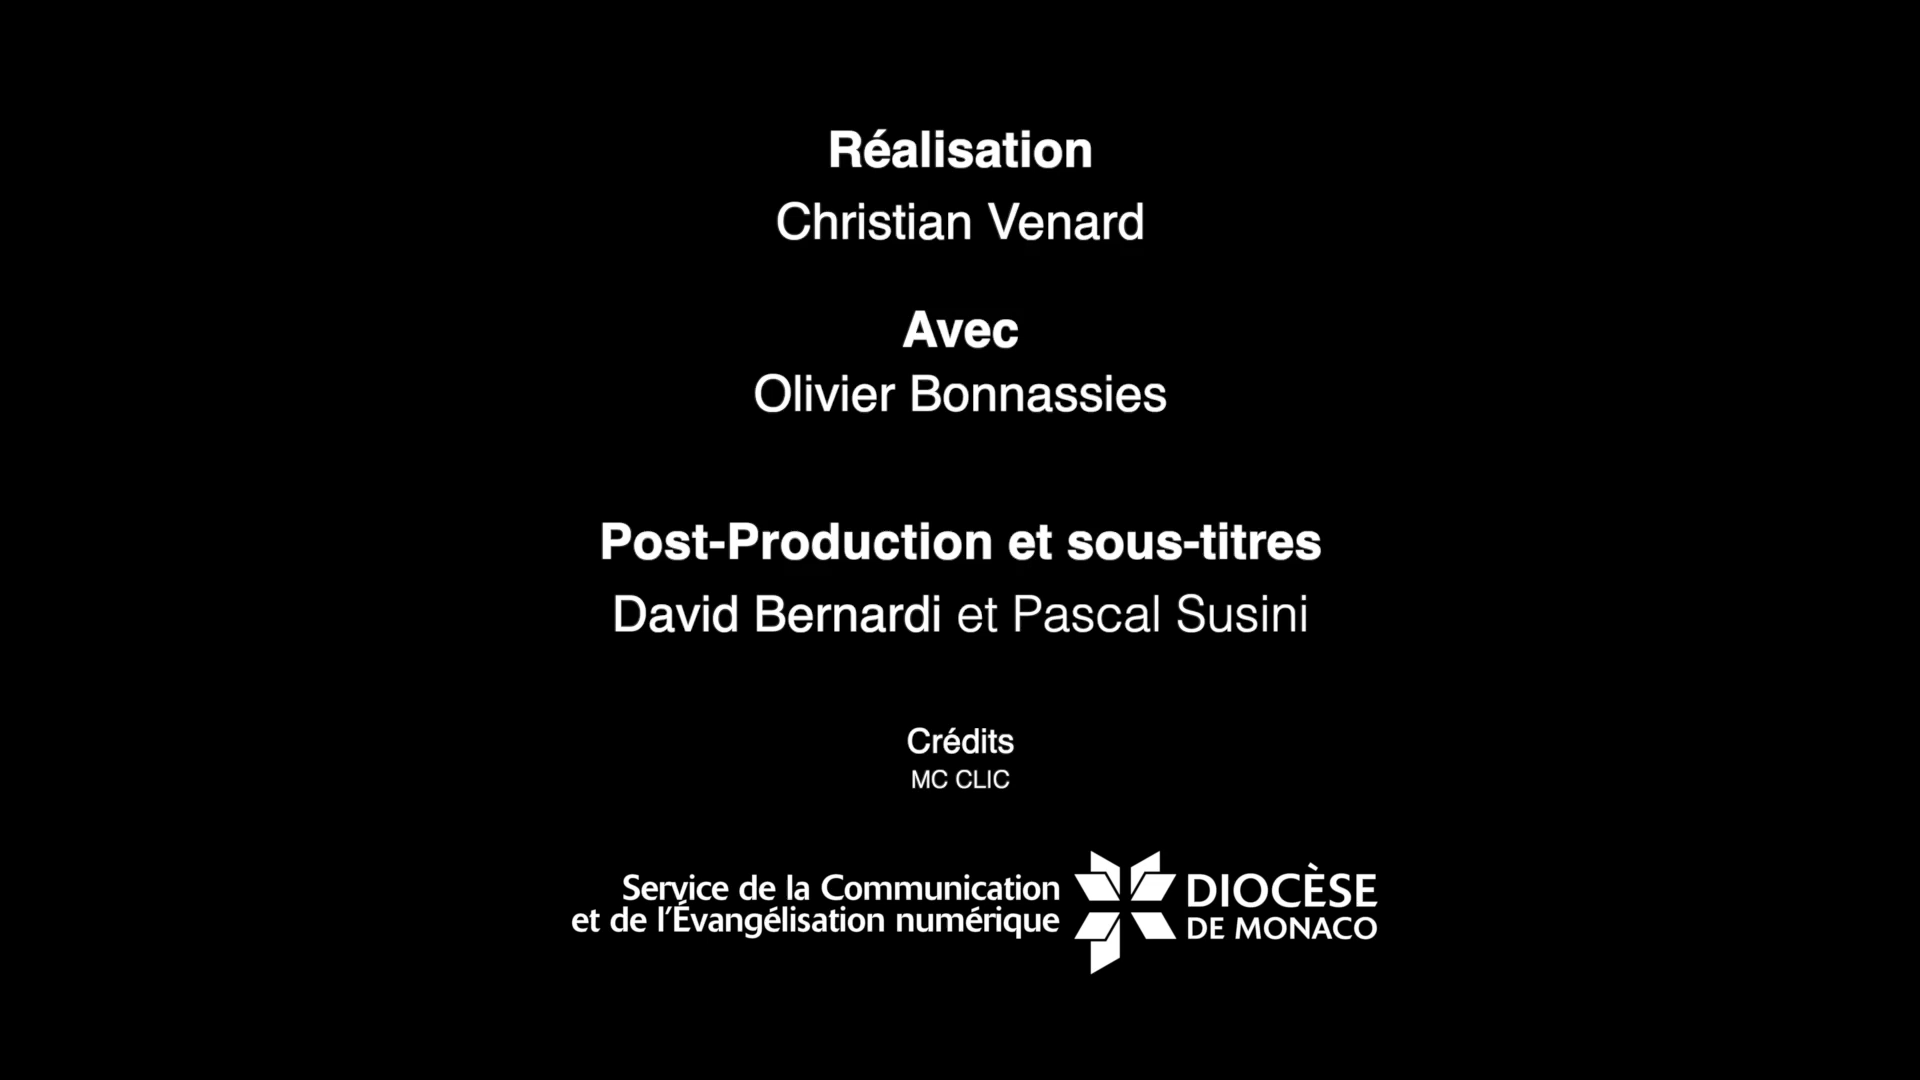 Réalisation
Christian Venard
Avec
Olivier Bonnassies
Post-Production et sous-titres
David Bernardi et Pascal Susini
Crédits
MC CLIC
Service de la Communication
et de l'Évangélisation numérique
DIOCÈSE
DE MONACO